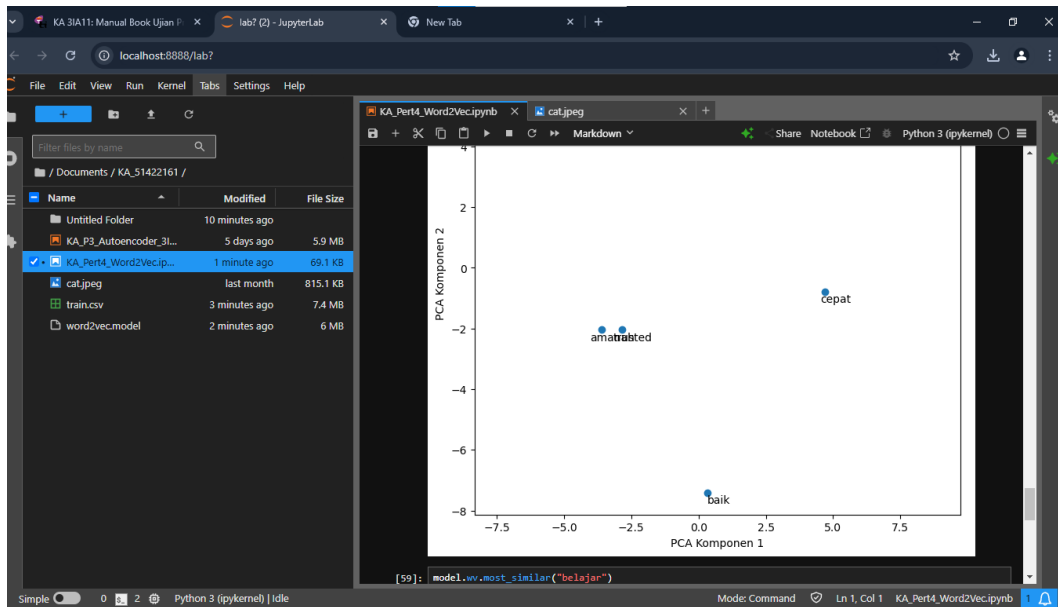 KA 3IA11: Manual Book Ujian P
lab? (2) - JupyterLab
New Tab
localhost:8888/lab?
File Edit View Run Kernel Tabs Settings Help
Filter files by name
/ Documents / KA_51422161 /
Name Modified File Size
Untitled Folder 10 minutes ago
KA_P3_Autoencoder_3I... 5 days ago 5.9 MB
KA_Pert4_Word2Vec.ip... 1 minute ago 69.1 KB
cat.jpeg last month 815.1 KB
train.csv 3 minutes ago 7.4 MB
word2vec.model 2 minutes ago 6 MB
KA_Pert4_Word2Vec.ipynb
cat.jpeg
Markdown
Share Notebook Python 3 (ipykernel)
4
2
0
−2
−4
−6
−8
PCA Komponen 2
cepat
baik
−7.5 −5.0 −2.5 0.0 2.5 5.0 7.5
PCA Komponen 1
[59]: model.wv.most_similar("belajar")
Simple 0 2 Python 3 (ipykernel) | Idle
Mode: Command Ln 1, Col 1 KA_Pert4_Word2Vec.ipynb 1